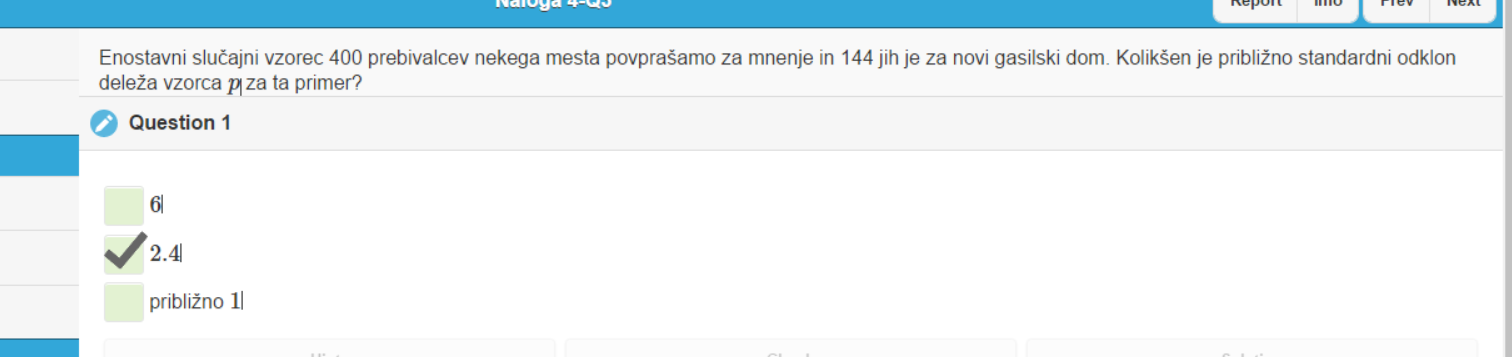 Naloga 4-Q5
Report Info Prev Next
Enostavni slučajni vzorec 400 prebivalcev nekega mesta povprašamo za mnenje in 144 jih je za novi gasilski dom. Kolikšen je približno standardni odklon
deleža vzorca p za ta primer?
Question 1
6
2.4
približno 1